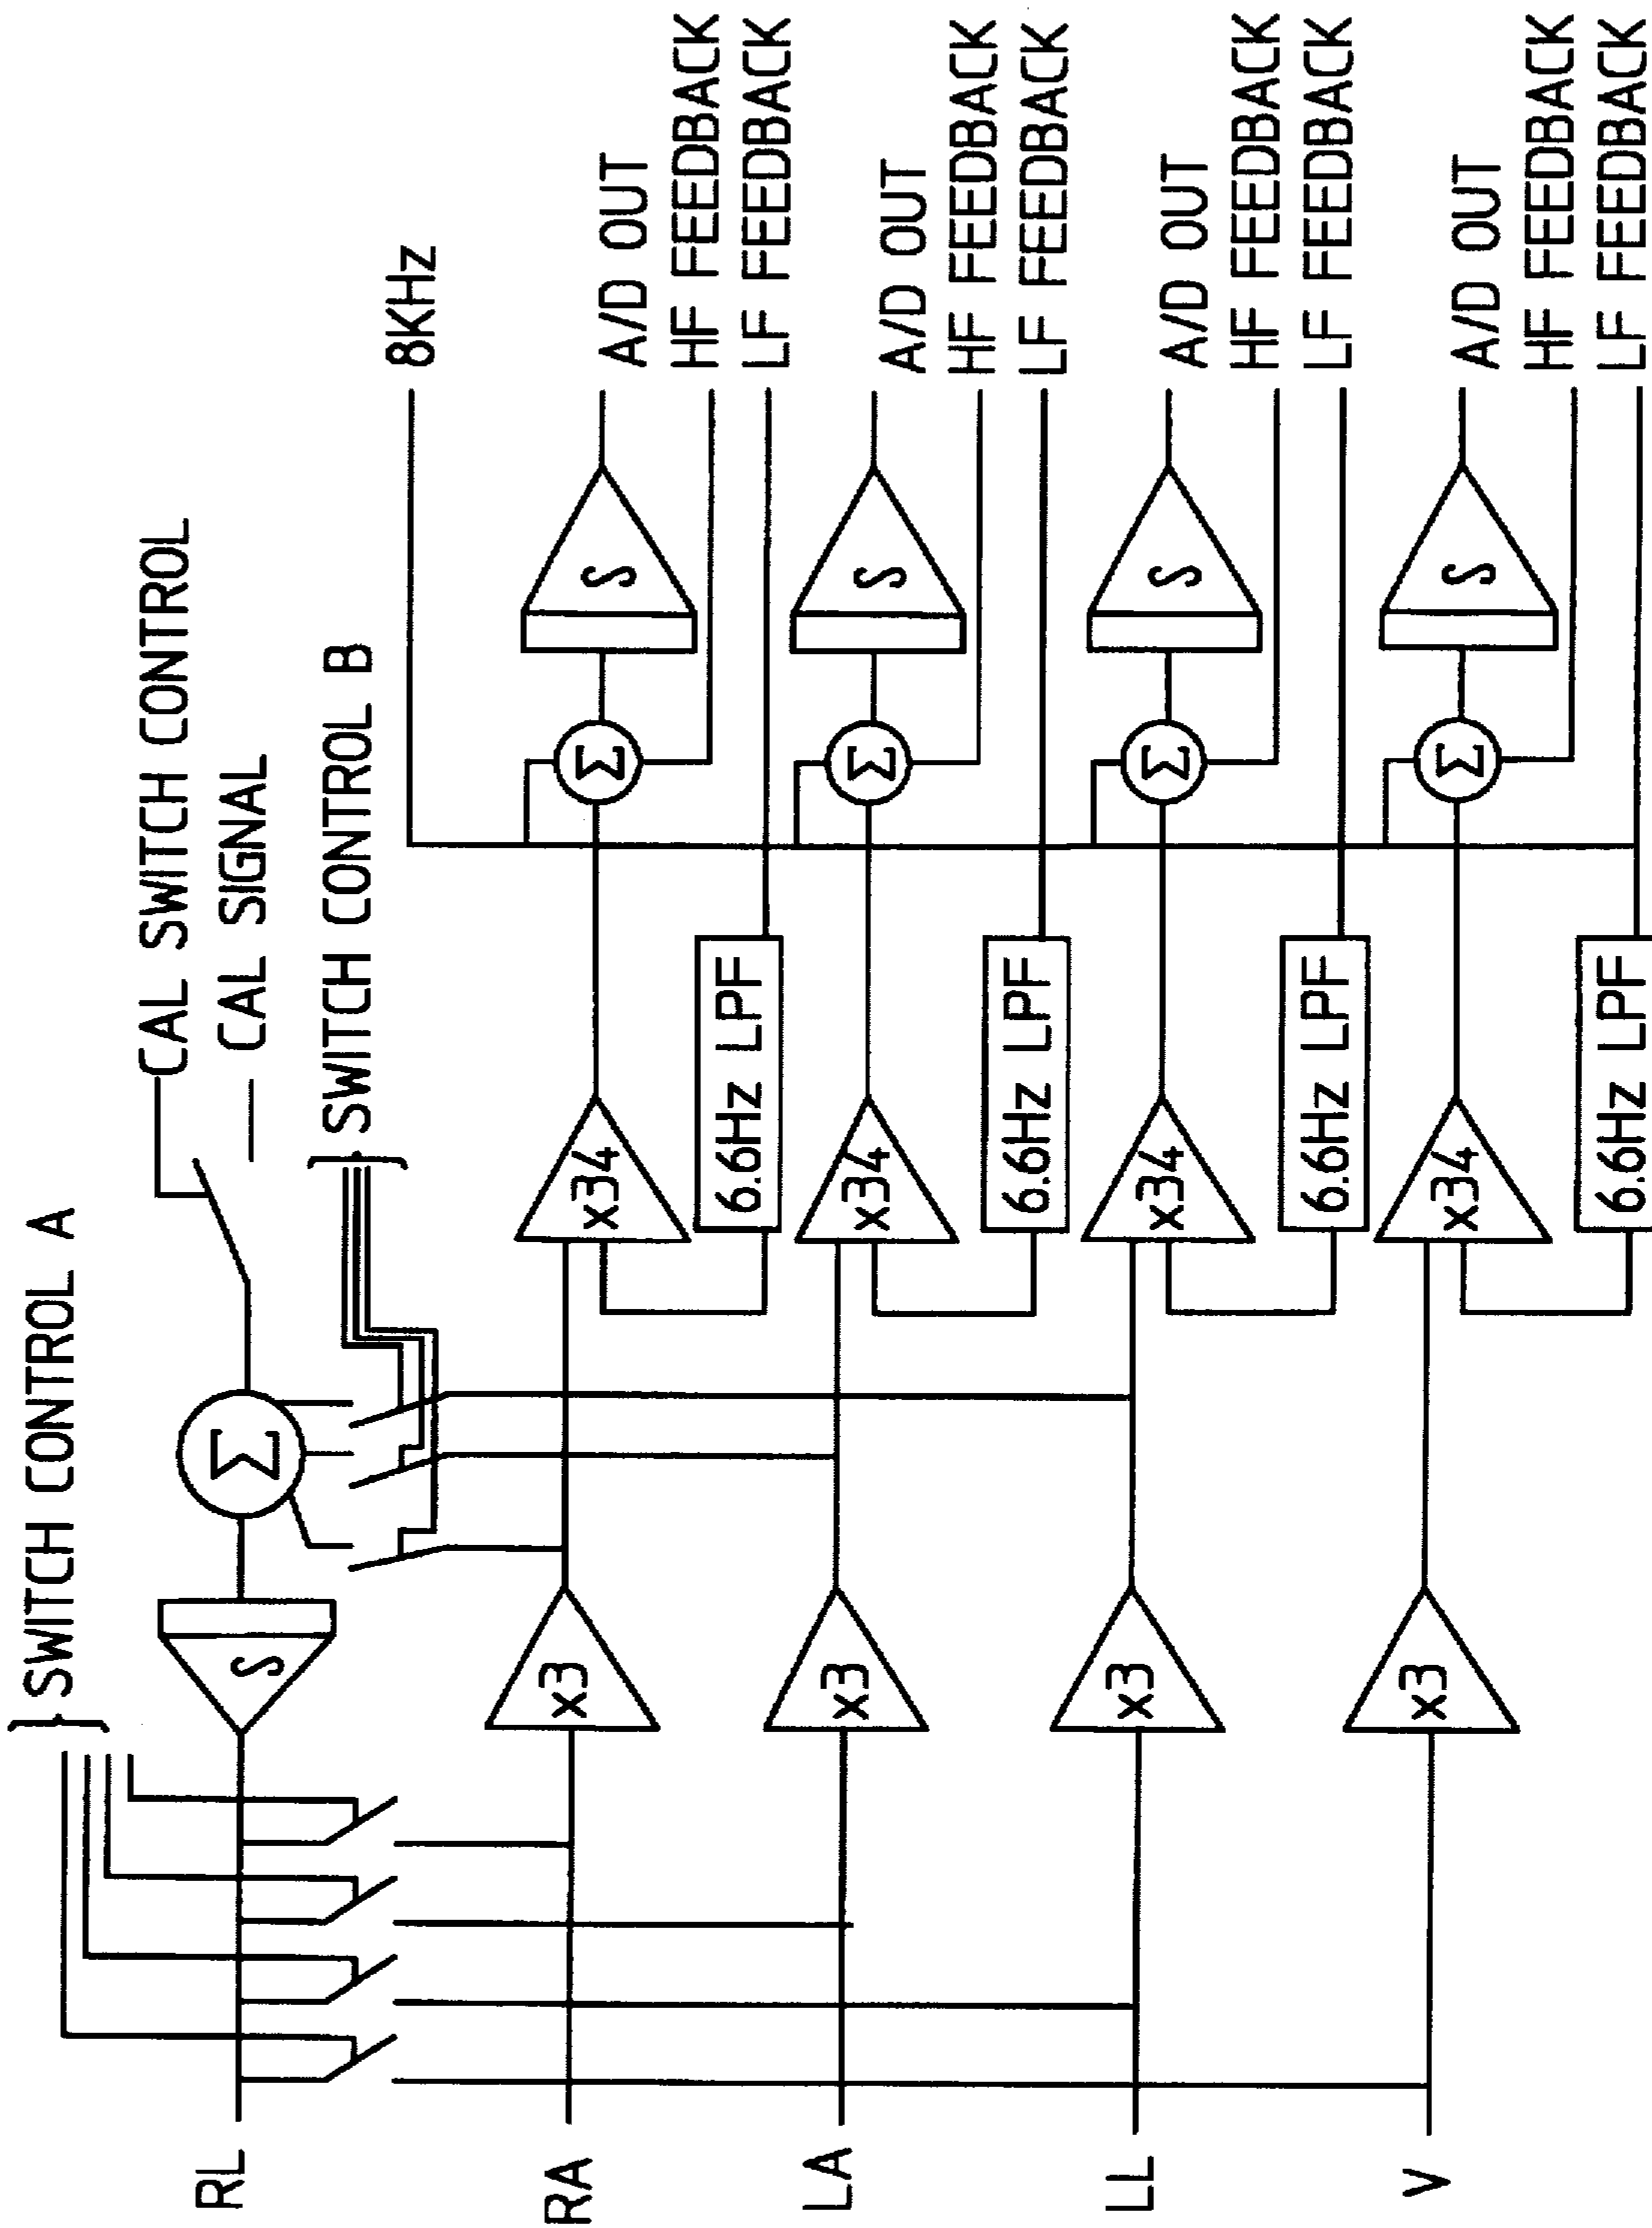 SWITCH CONTROL A
CAL SWITCH CONTROL
CAL SIGNAL
SWITCH CONTROL B
8KHz
RL
S
Σ
RA
x3
x34
Σ
S
A/D OUT
HF FEEDBACK
6.6Hz LPF
LF FEEDBACK
LA
x3
x34
Σ
S
A/D OUT
HF FEEDBACK
6.6Hz LPF
LF FEEDBACK
LL
x3
x34
Σ
S
A/D OUT
HF FEEDBACK
6.6Hz LPF
LF FEEDBACK
V
x3
x34
Σ
S
A/D OUT
HF FEEDBACK
6.6Hz LPF
LF FEEDBACK